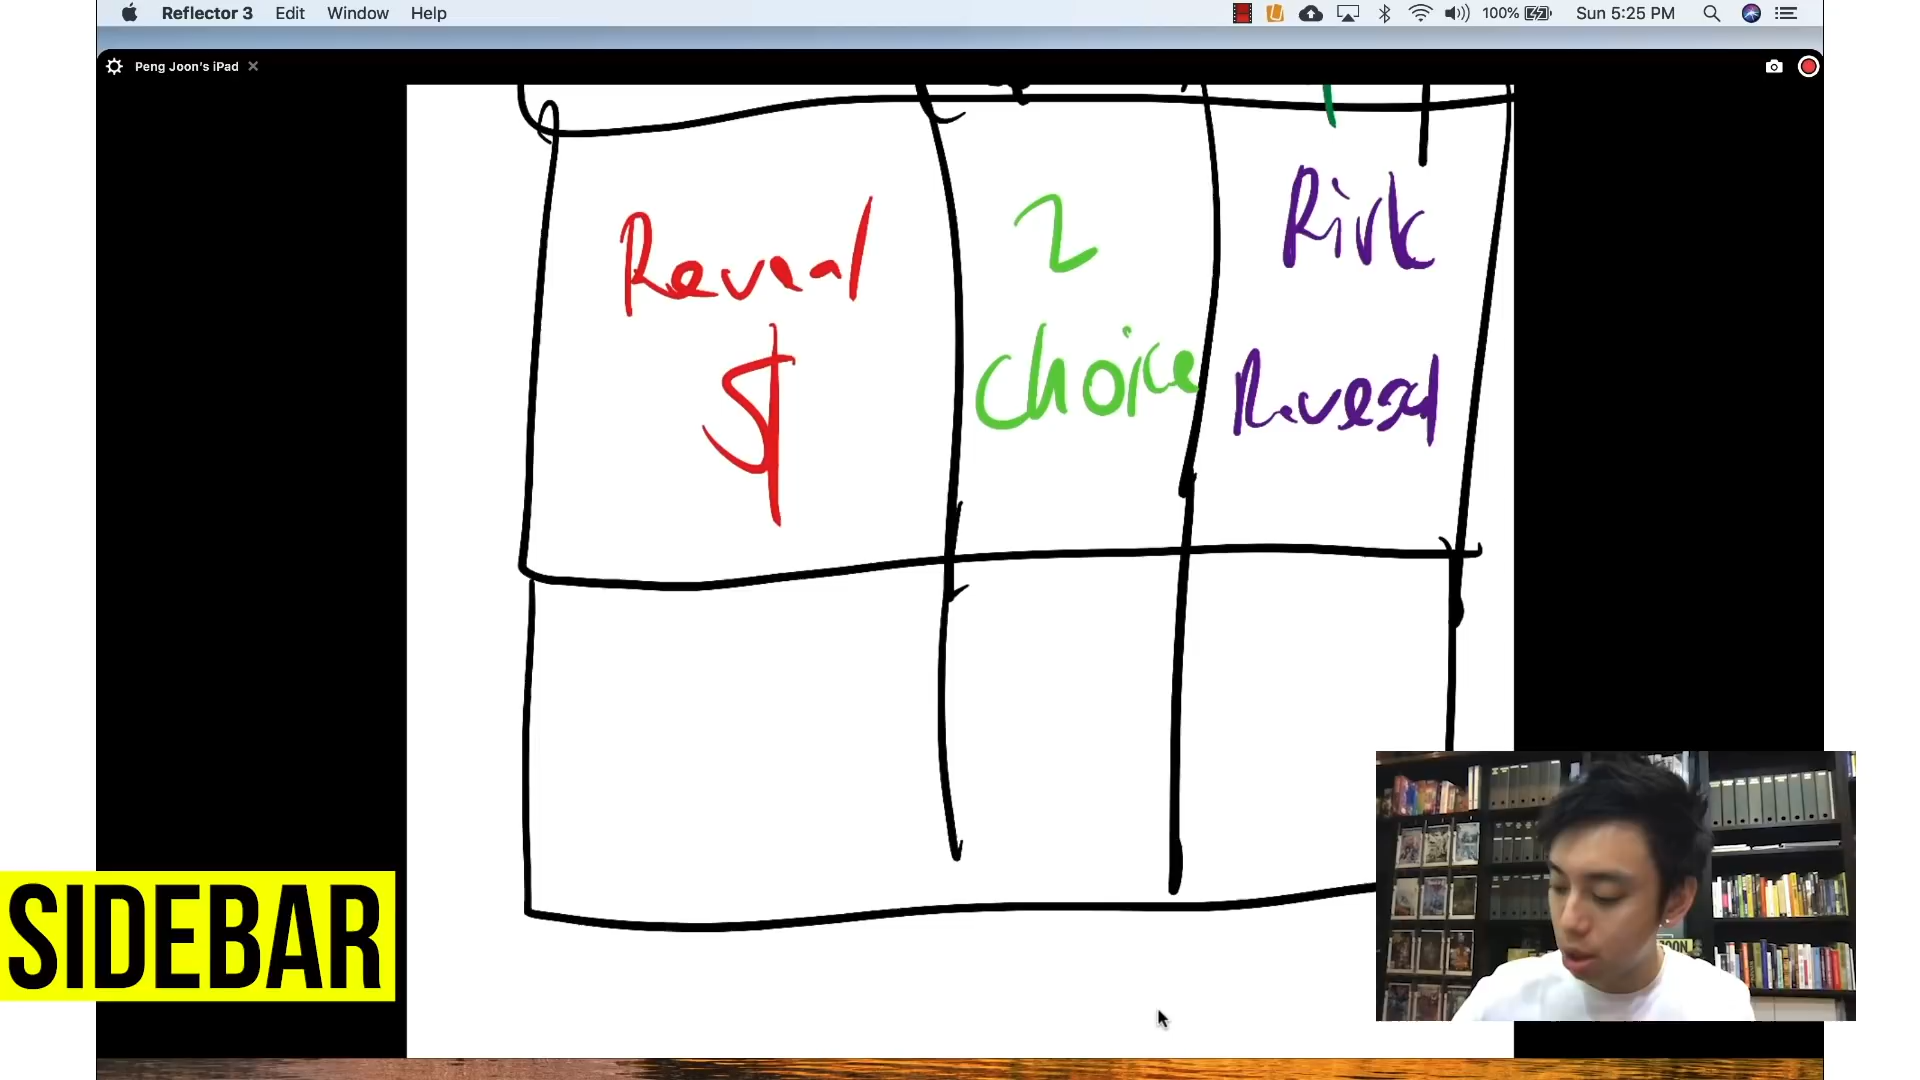 Reflector 3 Edit Window Help 100% Sun 5:25 PM
Peng Joon's iPad
Reveal
$
2
choice
Risk
Reversal
SIDEBAR